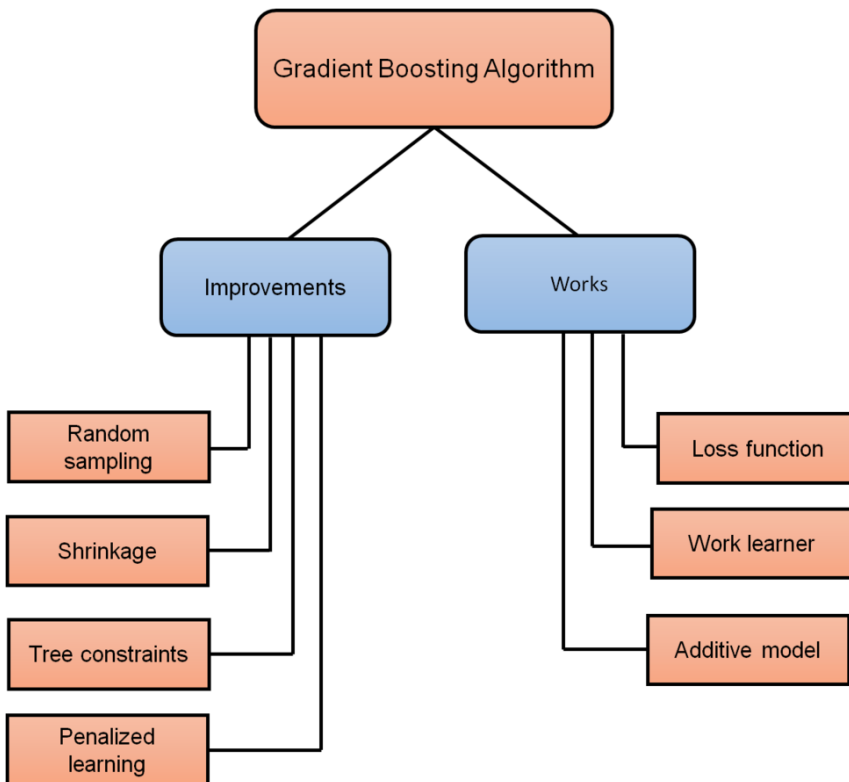 Gradient Boosting Algorithm
Improvements
Works
Random
sampling
Shrinkage
Tree constraints
Penalized
learning
Loss function
Work learner
Additive model